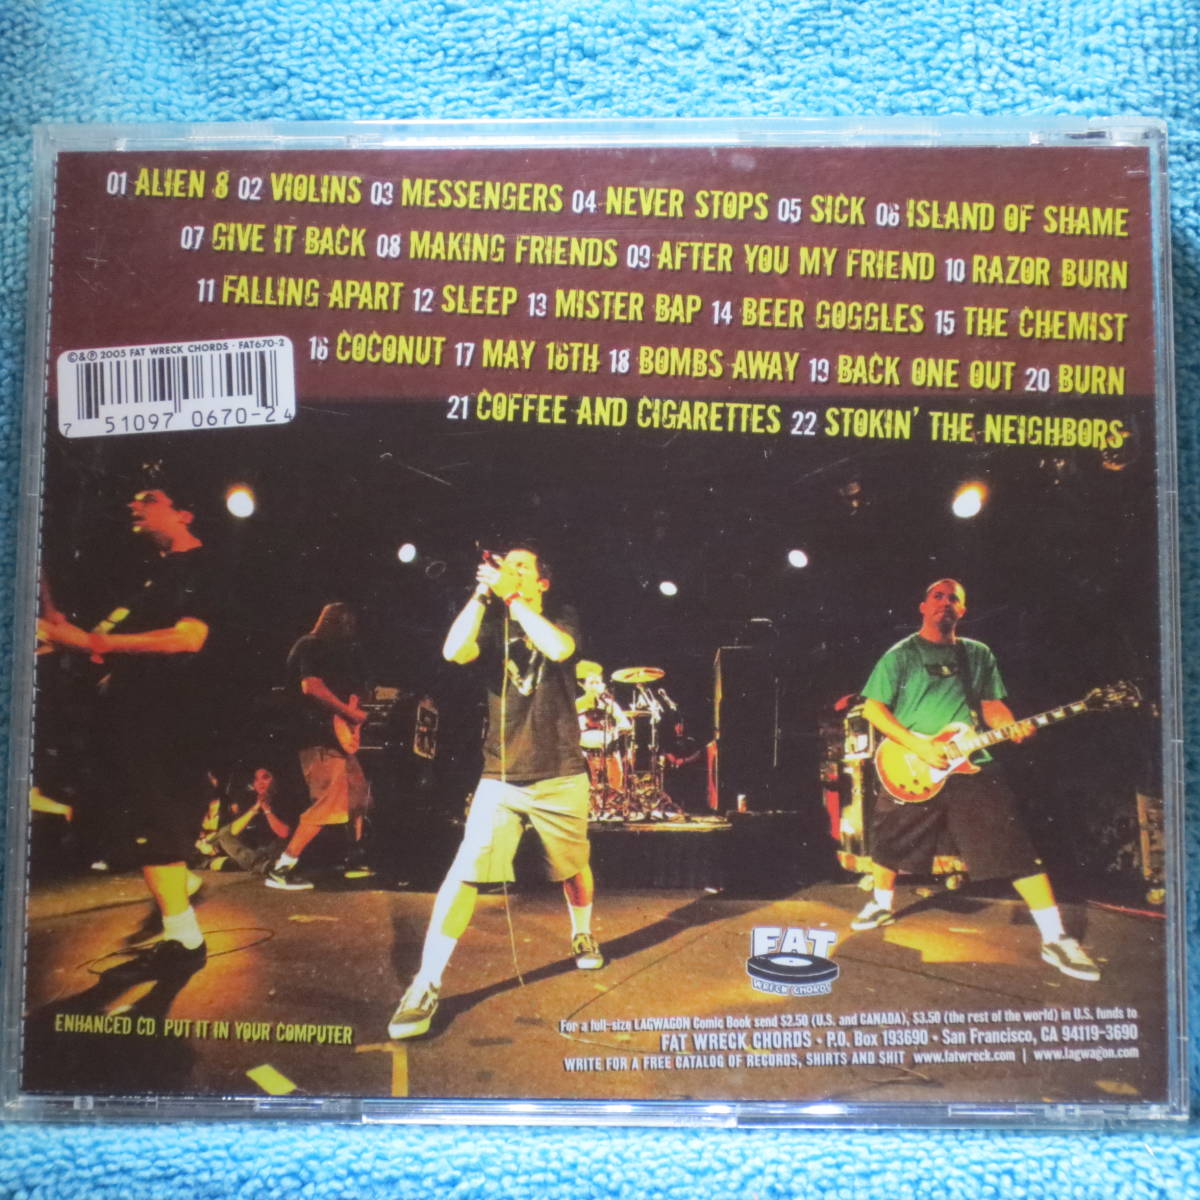 01 ALIEN 8 02 VIOLINS 03 MESSENGERS 04 NEVER STOPS 05 SICK 06 ISLAND OF SHAME
07 GIVE IT BACK 08 MAKING FRIENDS 09 AFTER YOU MY FRIEND 10 RAZOR BURN
11 FALLING APART 12 SLEEP 13 MISTER BAP 14 BEER GOGGLES 15 THE CHEMIST
16 COCONUT 17 MAY 16TH 18 BOMBS AWAY 19 BACK ONE OUT 20 BURN
21 COFFEE AND CIGARETTES 22 STOKIN' THE NEIGHBORS
©&℗ 2005 FAT WRECK CHORDS · FAT670-2
7 51097 0670-2 4
FAT
WRECK CHORDS
ENHANCED CD. PUT IT IN YOUR COMPUTER
For a full-size LAGWAGON Comic Book send $2.50 (U.S. and CANADA), $3.50 (the rest of the world) in U.S. funds to
FAT WRECK CHORDS • P.O. Box 193690 • San Francisco, CA 94119-3690
WRITE FOR A FREE CATALOG OF RECORDS, SHIRTS AND SHIT www.fatwreck.com | www.lagwagon.com